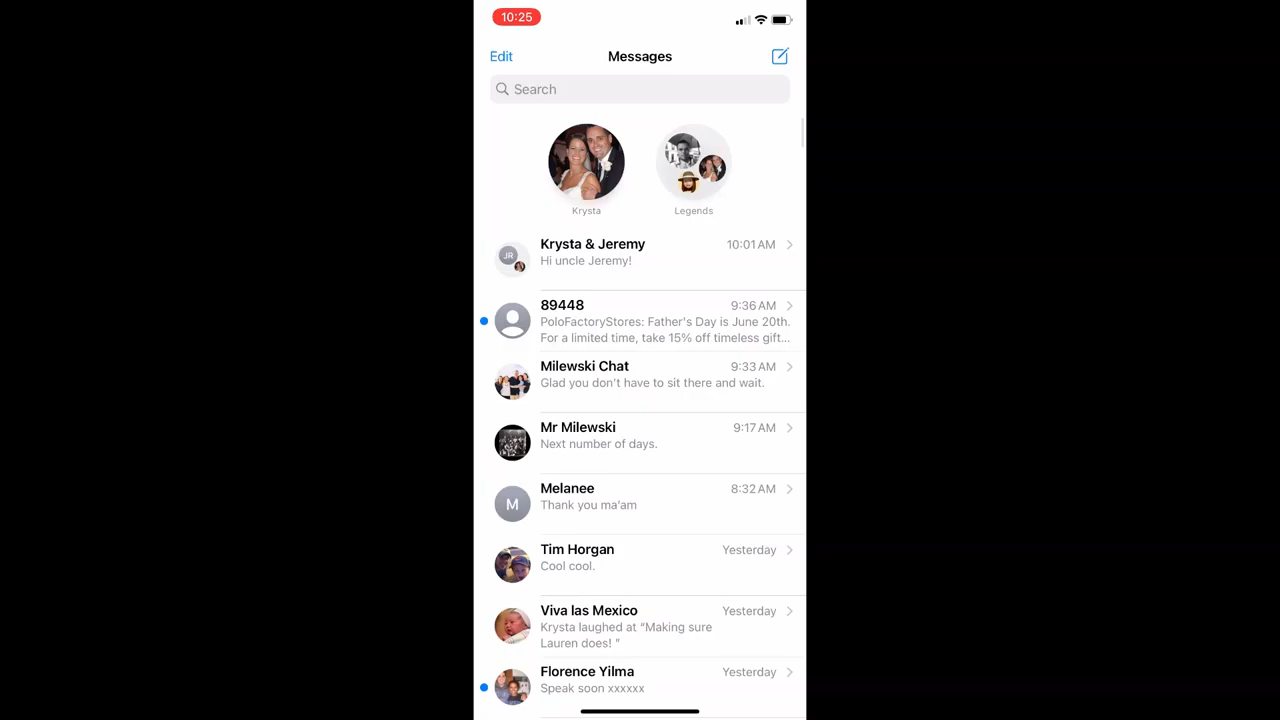 10:25
Edit
Messages
Search
Krysta
Legends
Krysta & Jeremy
10:01 AM
JR
Hi uncle Jeremy!
89448
9:36 AM
PoloFactoryStores: Father's Day is June 20th.
For a limited time, take 15% off timeless gift...
Milewski Chat
9:33 AM
Glad you don't have to sit there and wait.
Mr Milewski
9:17 AM
Next number of days.
Melanee
8:32 AM
M
Thank you ma'am
Tim Horgan
Yesterday
Cool cool.
Viva las Mexico
Yesterday
Krysta laughed at “Making sure
Lauren does! ”
Florence Yilma
Yesterday
Speak soon xxxxxx